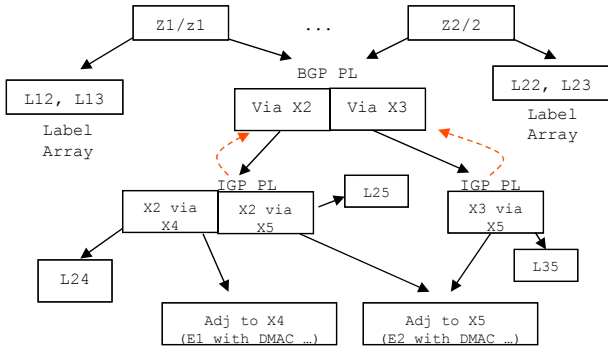 Z1/z1
...
Z2/2
BGP PL
L12, L13
L22, L23
Label
Array
Via X2
Via X3
Label
Array
IGP PL
L25
IGP PL
X2 via
X4
X2 via
X5
X3 via
X5
L24
L35
Adj to X4
(E1 with DMAC …)
Adj to X5
(E2 with DMAC …)